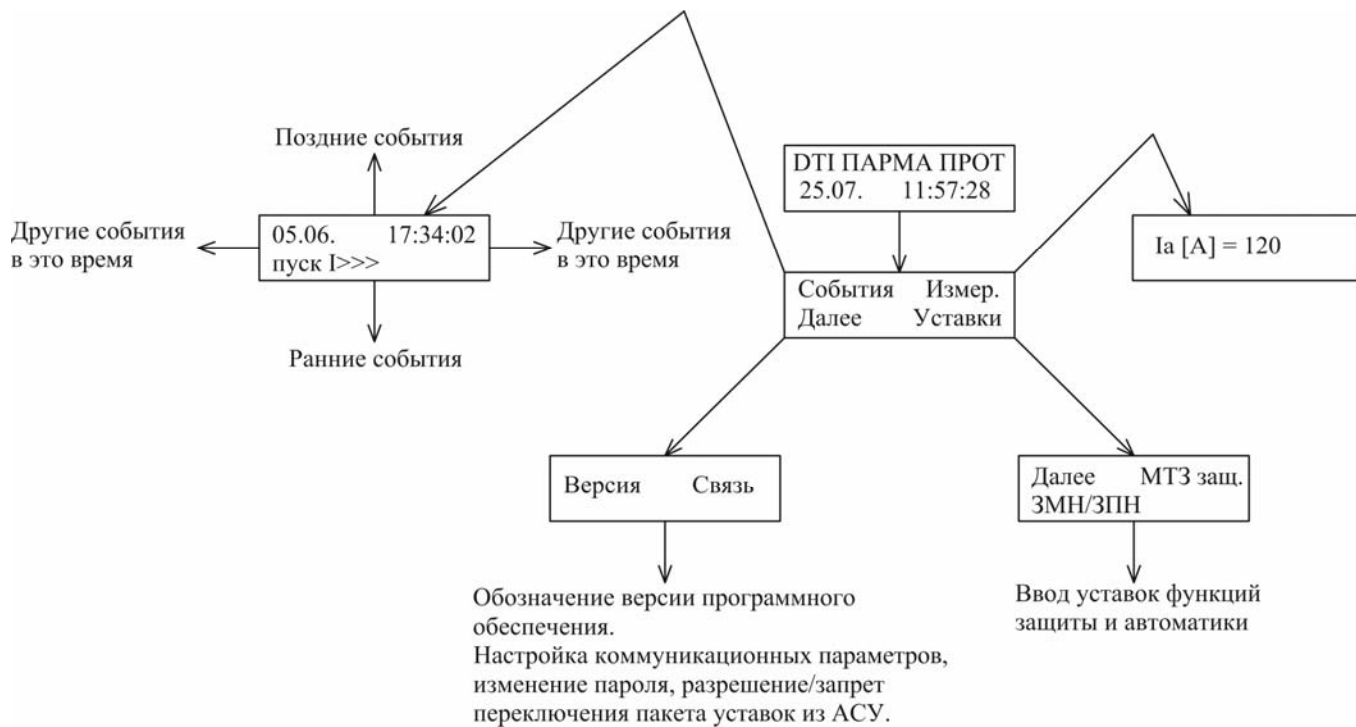 Поздние события
DTI ПАРМА ПРОТ
25.07. 11:57:28
Другие события
в это время
05.06. 17:34:02
пуск I>>>
Другие события
в это время
Ia [A] = 120
События Измер.
Далее Уставки
Ранние события
Версия Связь
Далее МТЗ защ.
ЗМН/ЗПН
Обозначение версии программного
обеспечения.
Настройка коммуникационных параметров,
изменение пароля, разрешение/запрет
переключения пакета уставок из АСУ.
Ввод уставок функций
защиты и автоматики